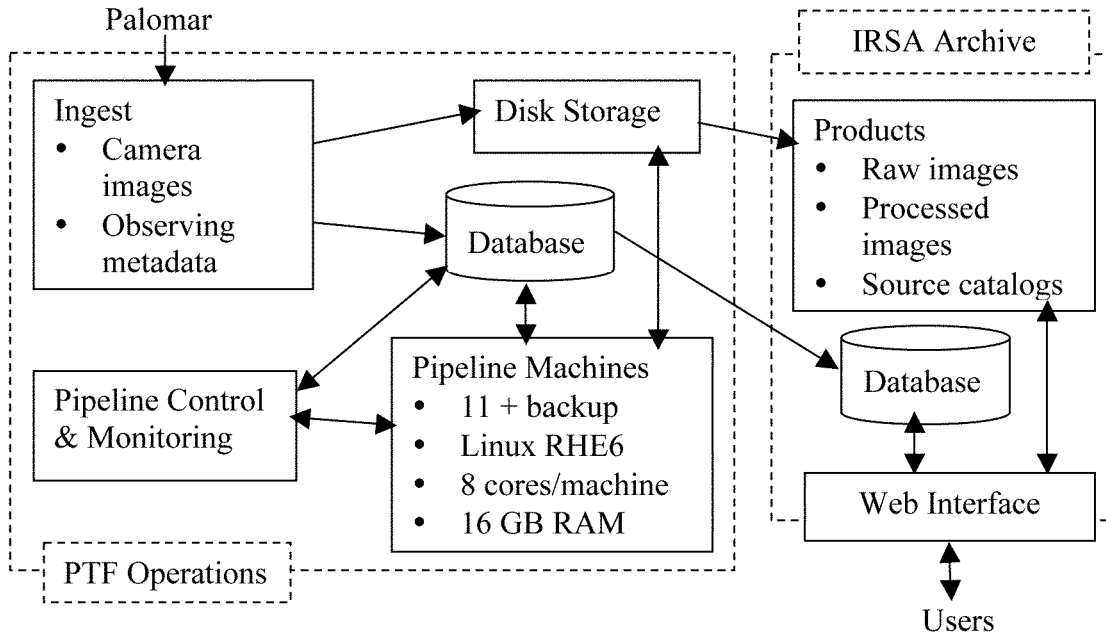 Palomar
IRSA Archive
Ingest
• Camera
images
• Observing
metadata
Disk Storage
Database
Products
• Raw images
• Processed
images
• Source catalogs
Pipeline Control
& Monitoring
Pipeline Machines
• 11 + backup
• Linux RHE6
• 8 cores/machine
• 16 GB RAM
Database
Web Interface
PTF Operations
Users